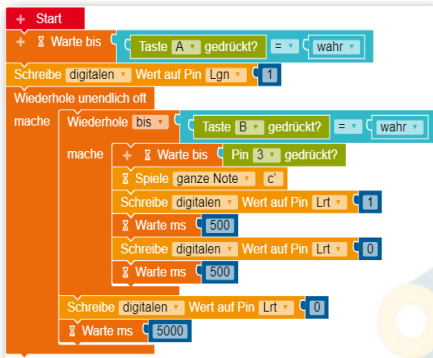 + Start
+ Warte bis Taste A gedrückt? = wahr
Schreibe digitalen Wert auf Pin Lgn 1
Wiederhole unendlich oft
mache Wiederhole bis Taste B gedrückt? = wahr
mache + Warte bis Pin 3 gedrückt?
Spiele ganze Note c'
Schreibe digitalen Wert auf Pin Lrt 1
Warte ms 500
Schreibe digitalen Wert auf Pin Lrt 0
Warte ms 500
Schreibe digitalen Wert auf Pin Lrt 0
Warte ms 5000